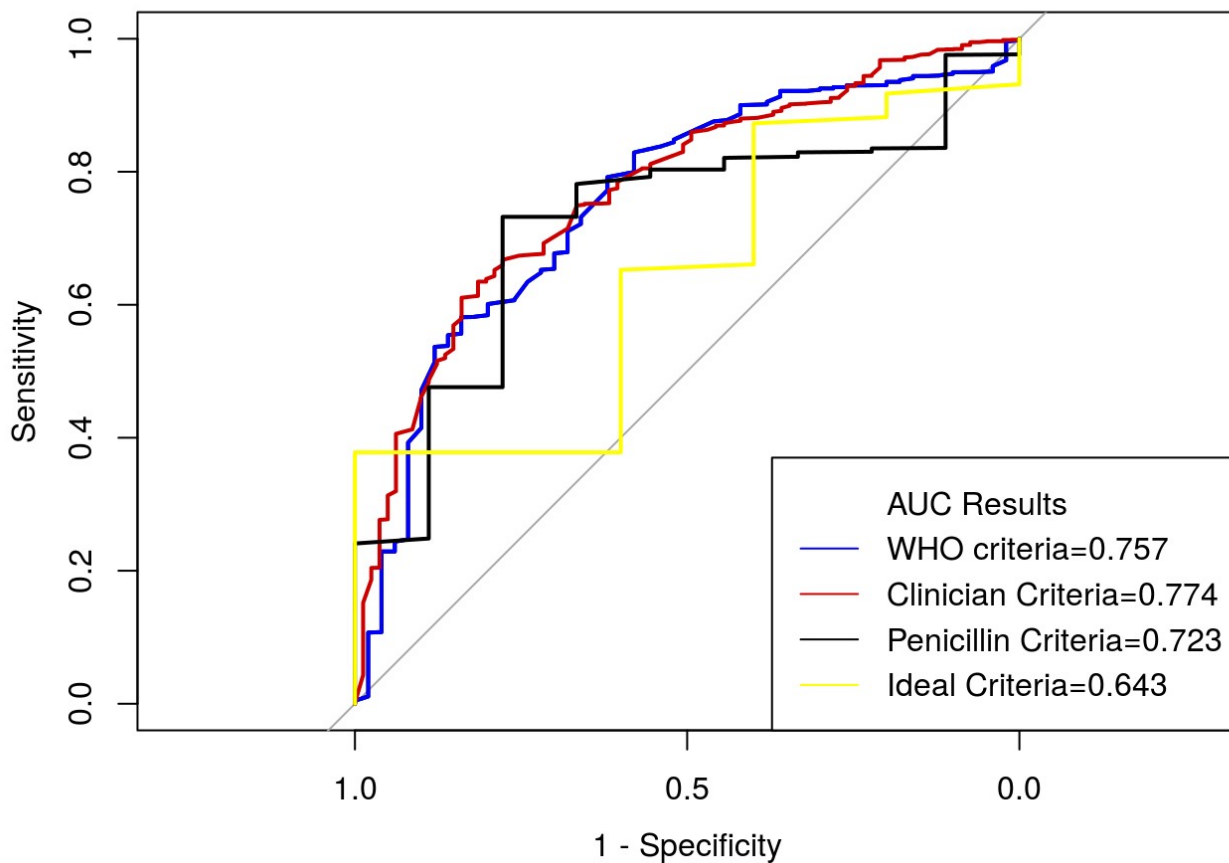 1.0
0.8
0.6
0.4
0.2
0.0
Sensitivity
AUC Results
WHO criteria=0.757
Clinician Criteria=0.774
Penicillin Criteria=0.723
Ideal Criteria=0.643
1.0 0.5 0.0
1 - Specificity